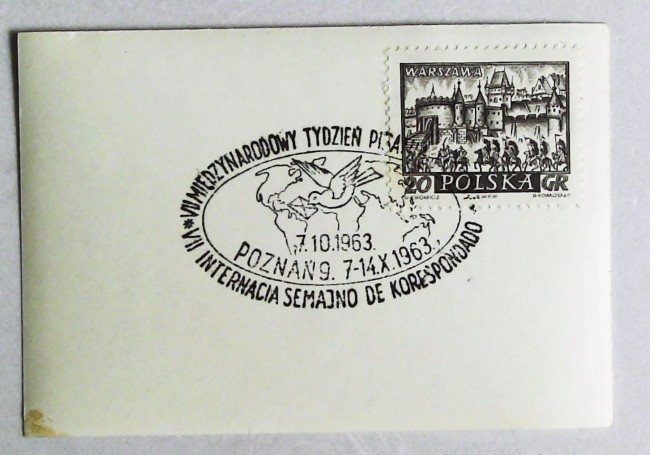 WARSZAWA
20 POLSKA GR
VII MIĘDZYNARODOWY TYDZIEŃ
7.10.1963.
POZNAŃ 9. 7-14.X.1963.
VII INTERNACIA SEMAJNO DE KORESPONDADO